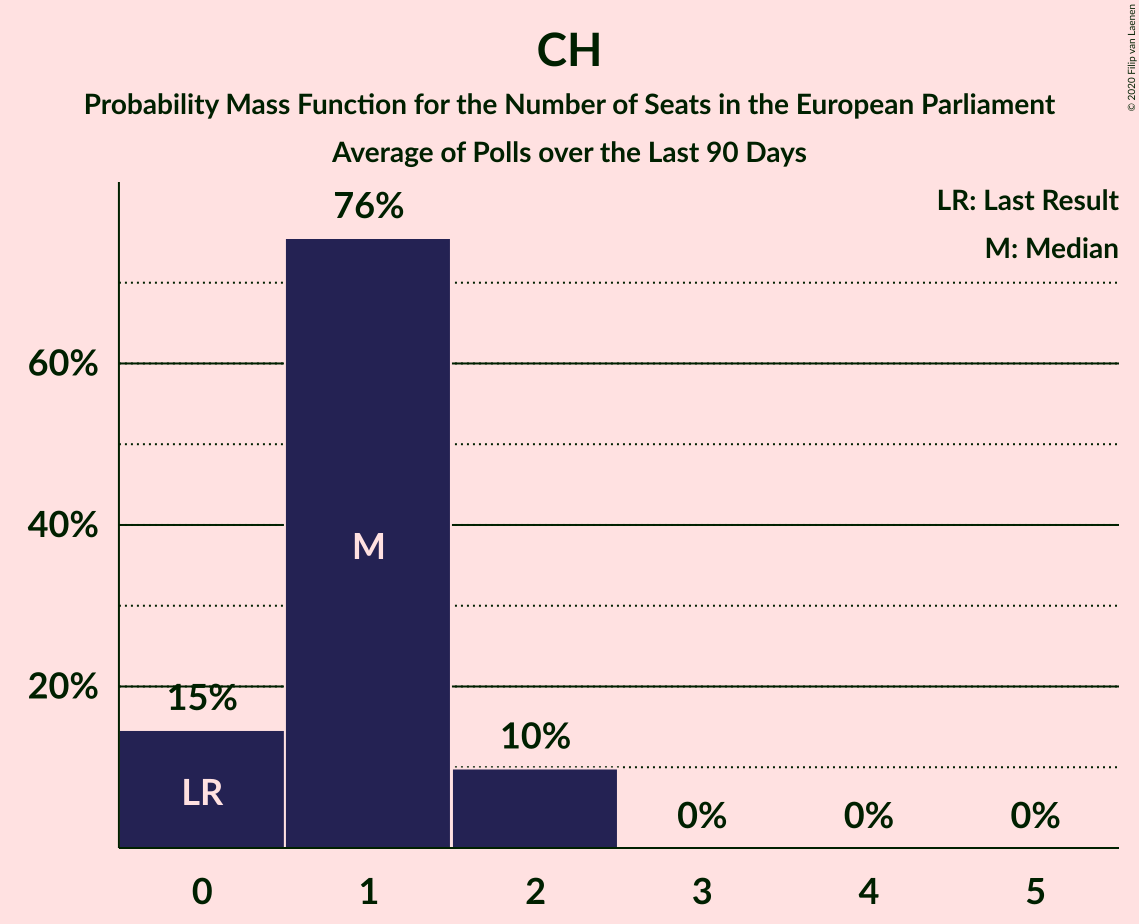 CH
Probability Mass Function for the Number of Seats in the European Parliament
Average of Polls over the Last 90 Days
© 2020 Filip van Laenen
LR: Last Result
M: Median
76%
60%
40%
20%
M
15%
LR
10%
0%
0%
0%
0
1
2
3
4
5